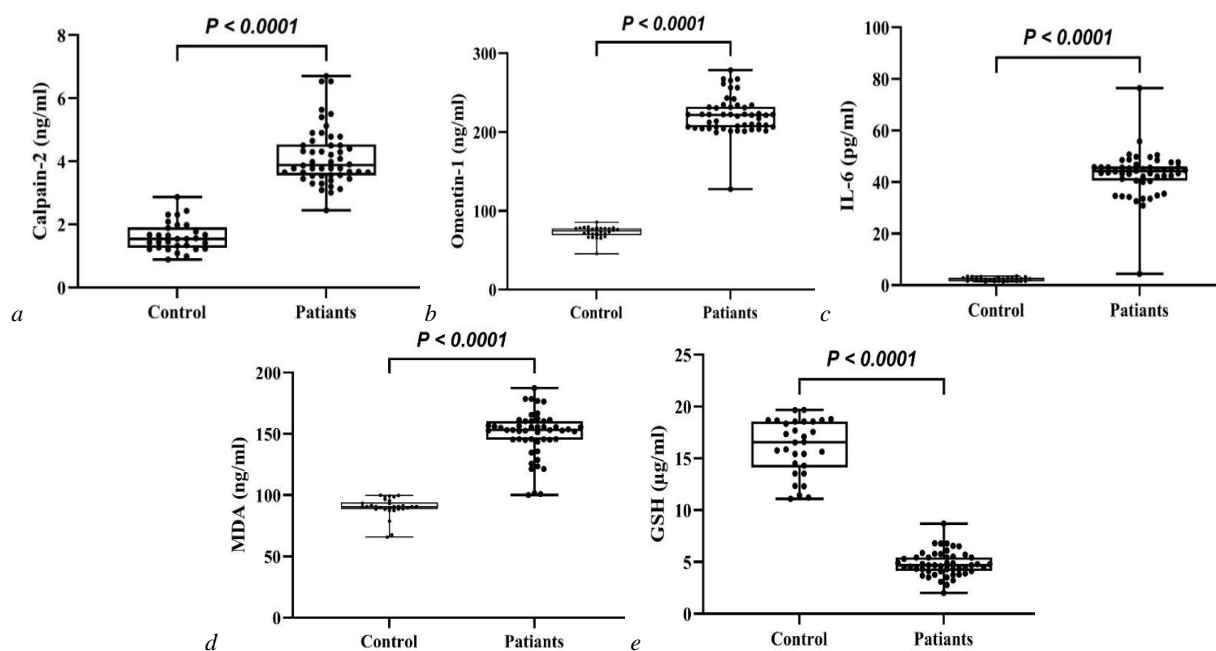 P < 0.0001
Calpain-2 (ng/ml)
8
6
4
2
0
Control
Patiants
a
P < 0.0001
Omentin-1 (ng/ml)
300
200
100
0
Control
Patiants
b
P < 0.0001
IL-6 (pg/ml)
100
80
60
40
20
0
Control
Patiants
c
P < 0.0001
MDA (ng/ml)
200
150
100
50
0
Control
Patiants
d
P < 0.0001
GSH (µg/ml)
25
20
15
10
5
0
Control
Patiants
e